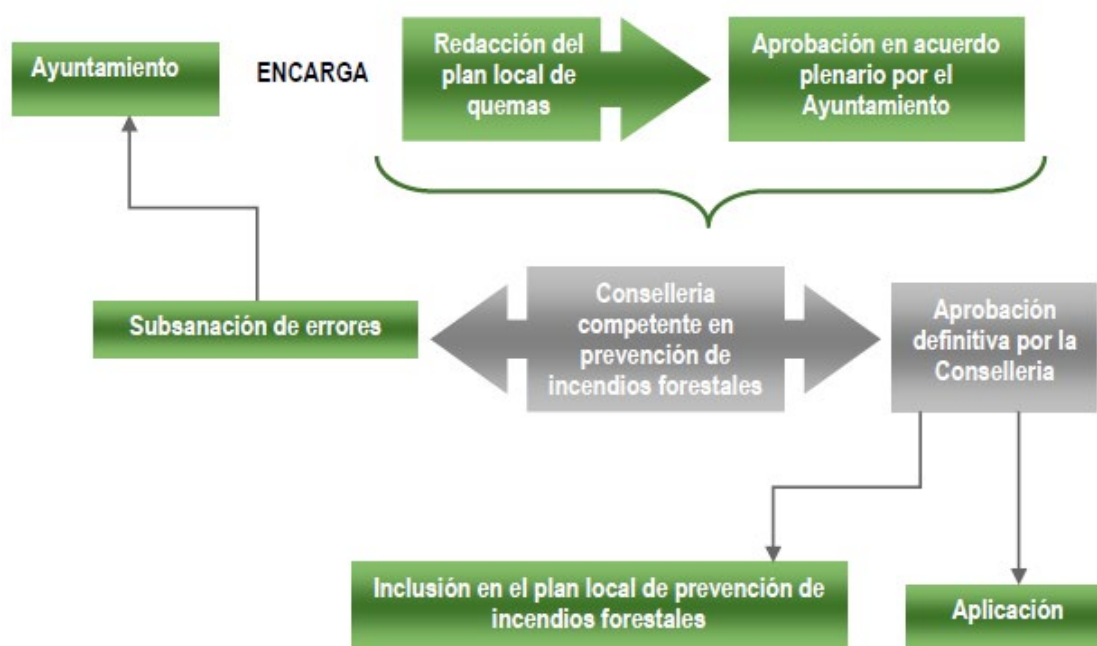 Ayuntamiento
ENCARGA
Redacción del
plan local de
quemas
Aprobación en acuerdo
plenario por el
Ayuntamiento
Subsanación de errores
Conselleria
competente en
prevención de
incendios forestales
Aprobación
definitiva por la
Conselleria
Inclusión en el plan local de prevención de
incendios forestales
Aplicación